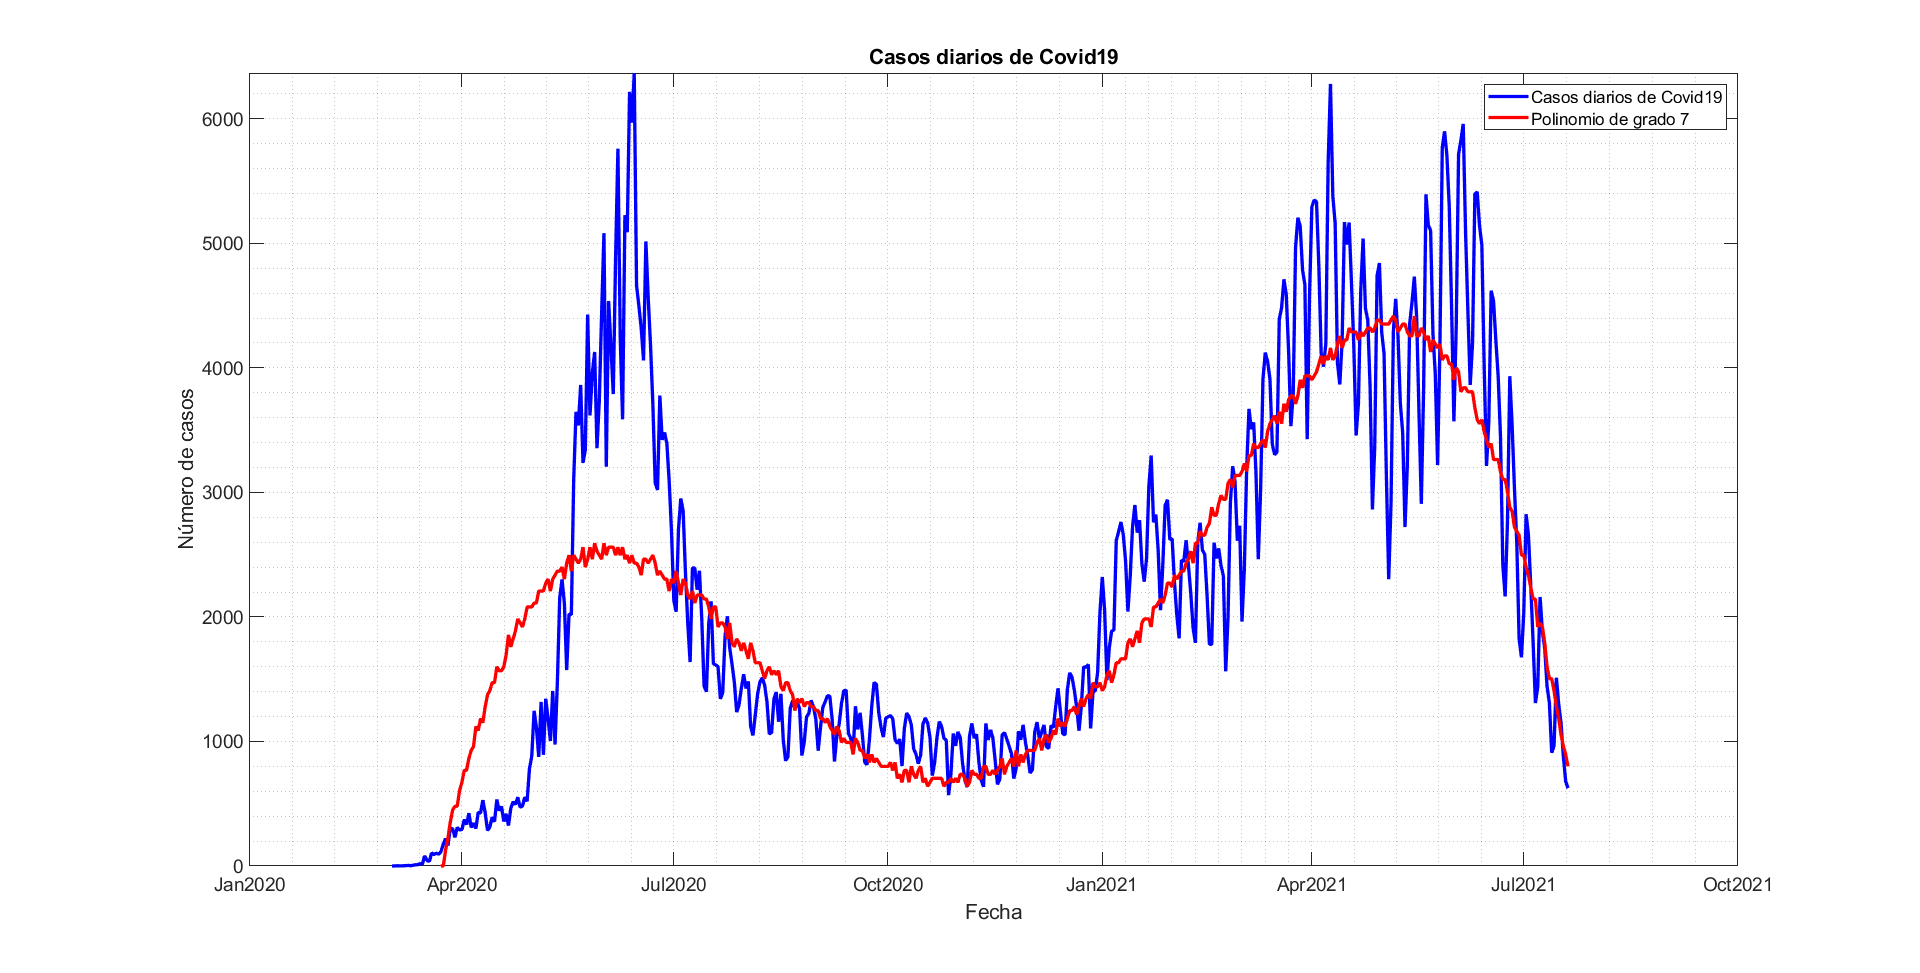 Casos diarios de Covid19
Casos diarios de Covid19
Polinomio de grado 7
6000
5000
4000
3000
2000
1000
0
Número de casos
Jan2020 Apr2020 Jul2020 Oct2020 Jan2021 Apr2021 Jul2021 Oct2021
Fecha